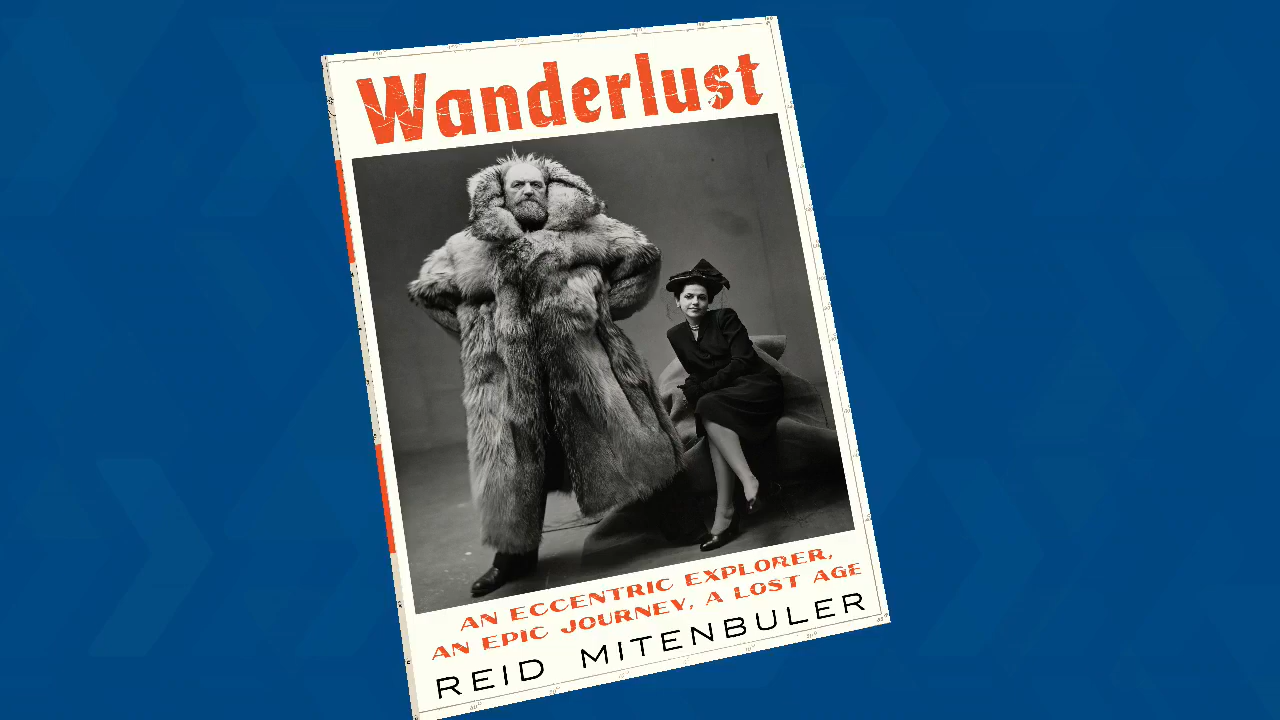 Wanderlust
AN ECCENTRIC EXPLORER,
AN EPIC JOURNEY, A LOST AGE
REID MITENBULER